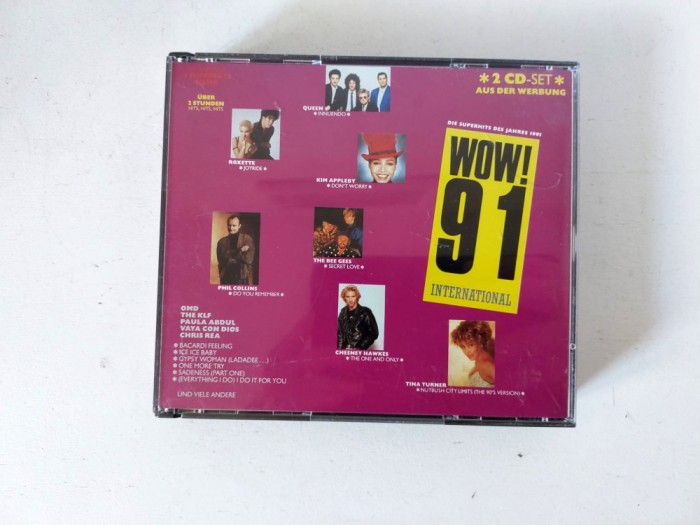 ÜBER
2 STUNDEN
HITS, HITS, HITS
QUEEN
* INNUENDO *
* 2 CD-SET *
AUS DER WERBUNG
ROXETTE
* JOYRIDE *
KIM APPLEBY
* DON'T WORRY *
DIE SUPERHITS DES JAHRES 1991
WOW!
91
INTERNATIONAL
PHIL COLLINS
* DO YOU REMEMBER *
THE BEE GEES
* SECRET LOVE *
CHESNEY HAWKES
* THE ONE AND ONLY *
TINA TURNER
* NUTBUSH CITY LIMITS (THE 90'S VERSION) *
OMD
THE KLF
PAULA ABDUL
VAYA CON DIOS
CHRIS REA
* BACARDI FEELING
* ICE ICE BABY
* GYPSY WOMAN (LADADEE....)
* ONE MORE TRY
* SADENESS (PART ONE)
* (EVERYTHING I DO) I DO IT FOR YOU
UND VIELE ANDERE